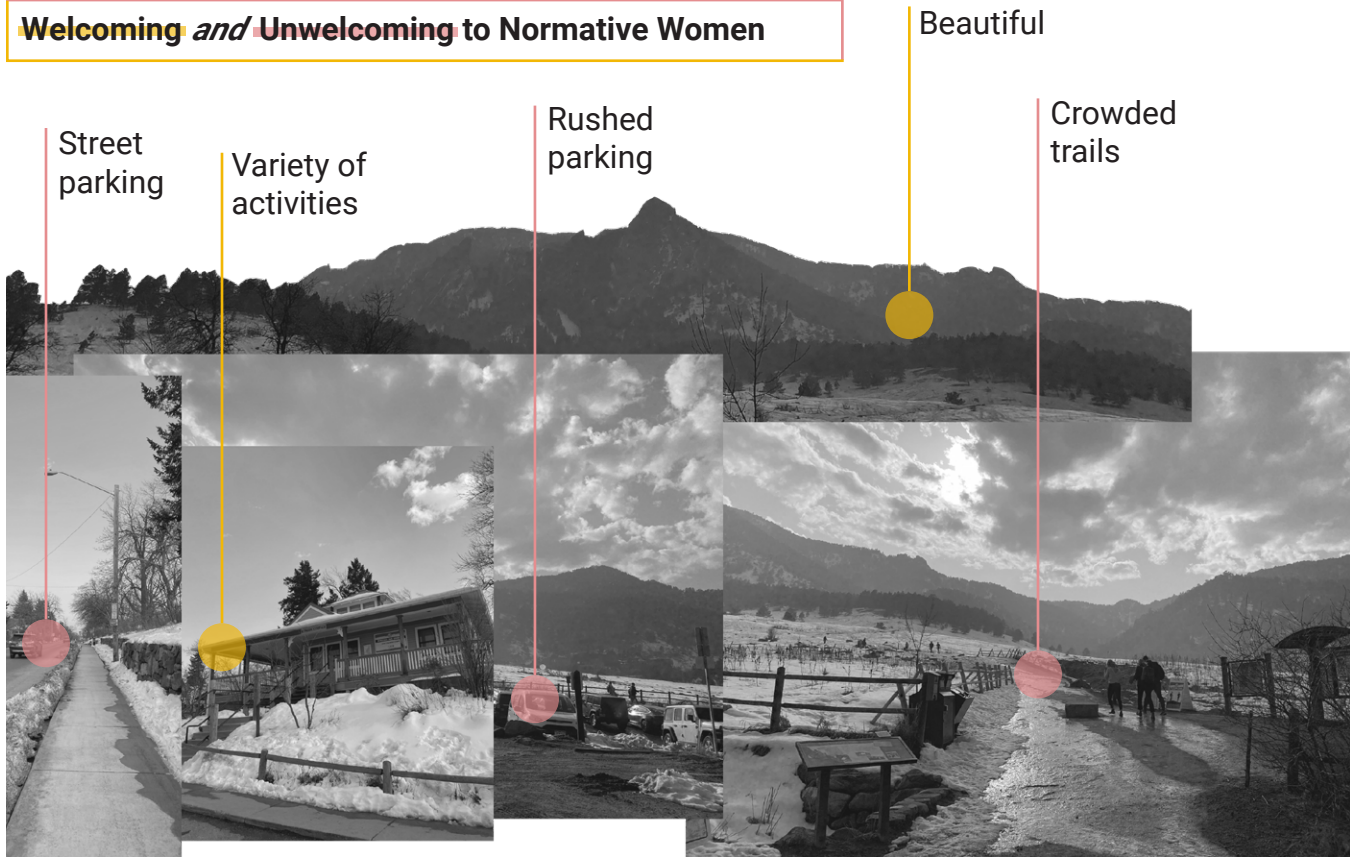 Welcoming and Unwelcoming to Normative Women
Beautiful
Crowded
trails
Rushed
parking
Street
parking
Variety of
activities